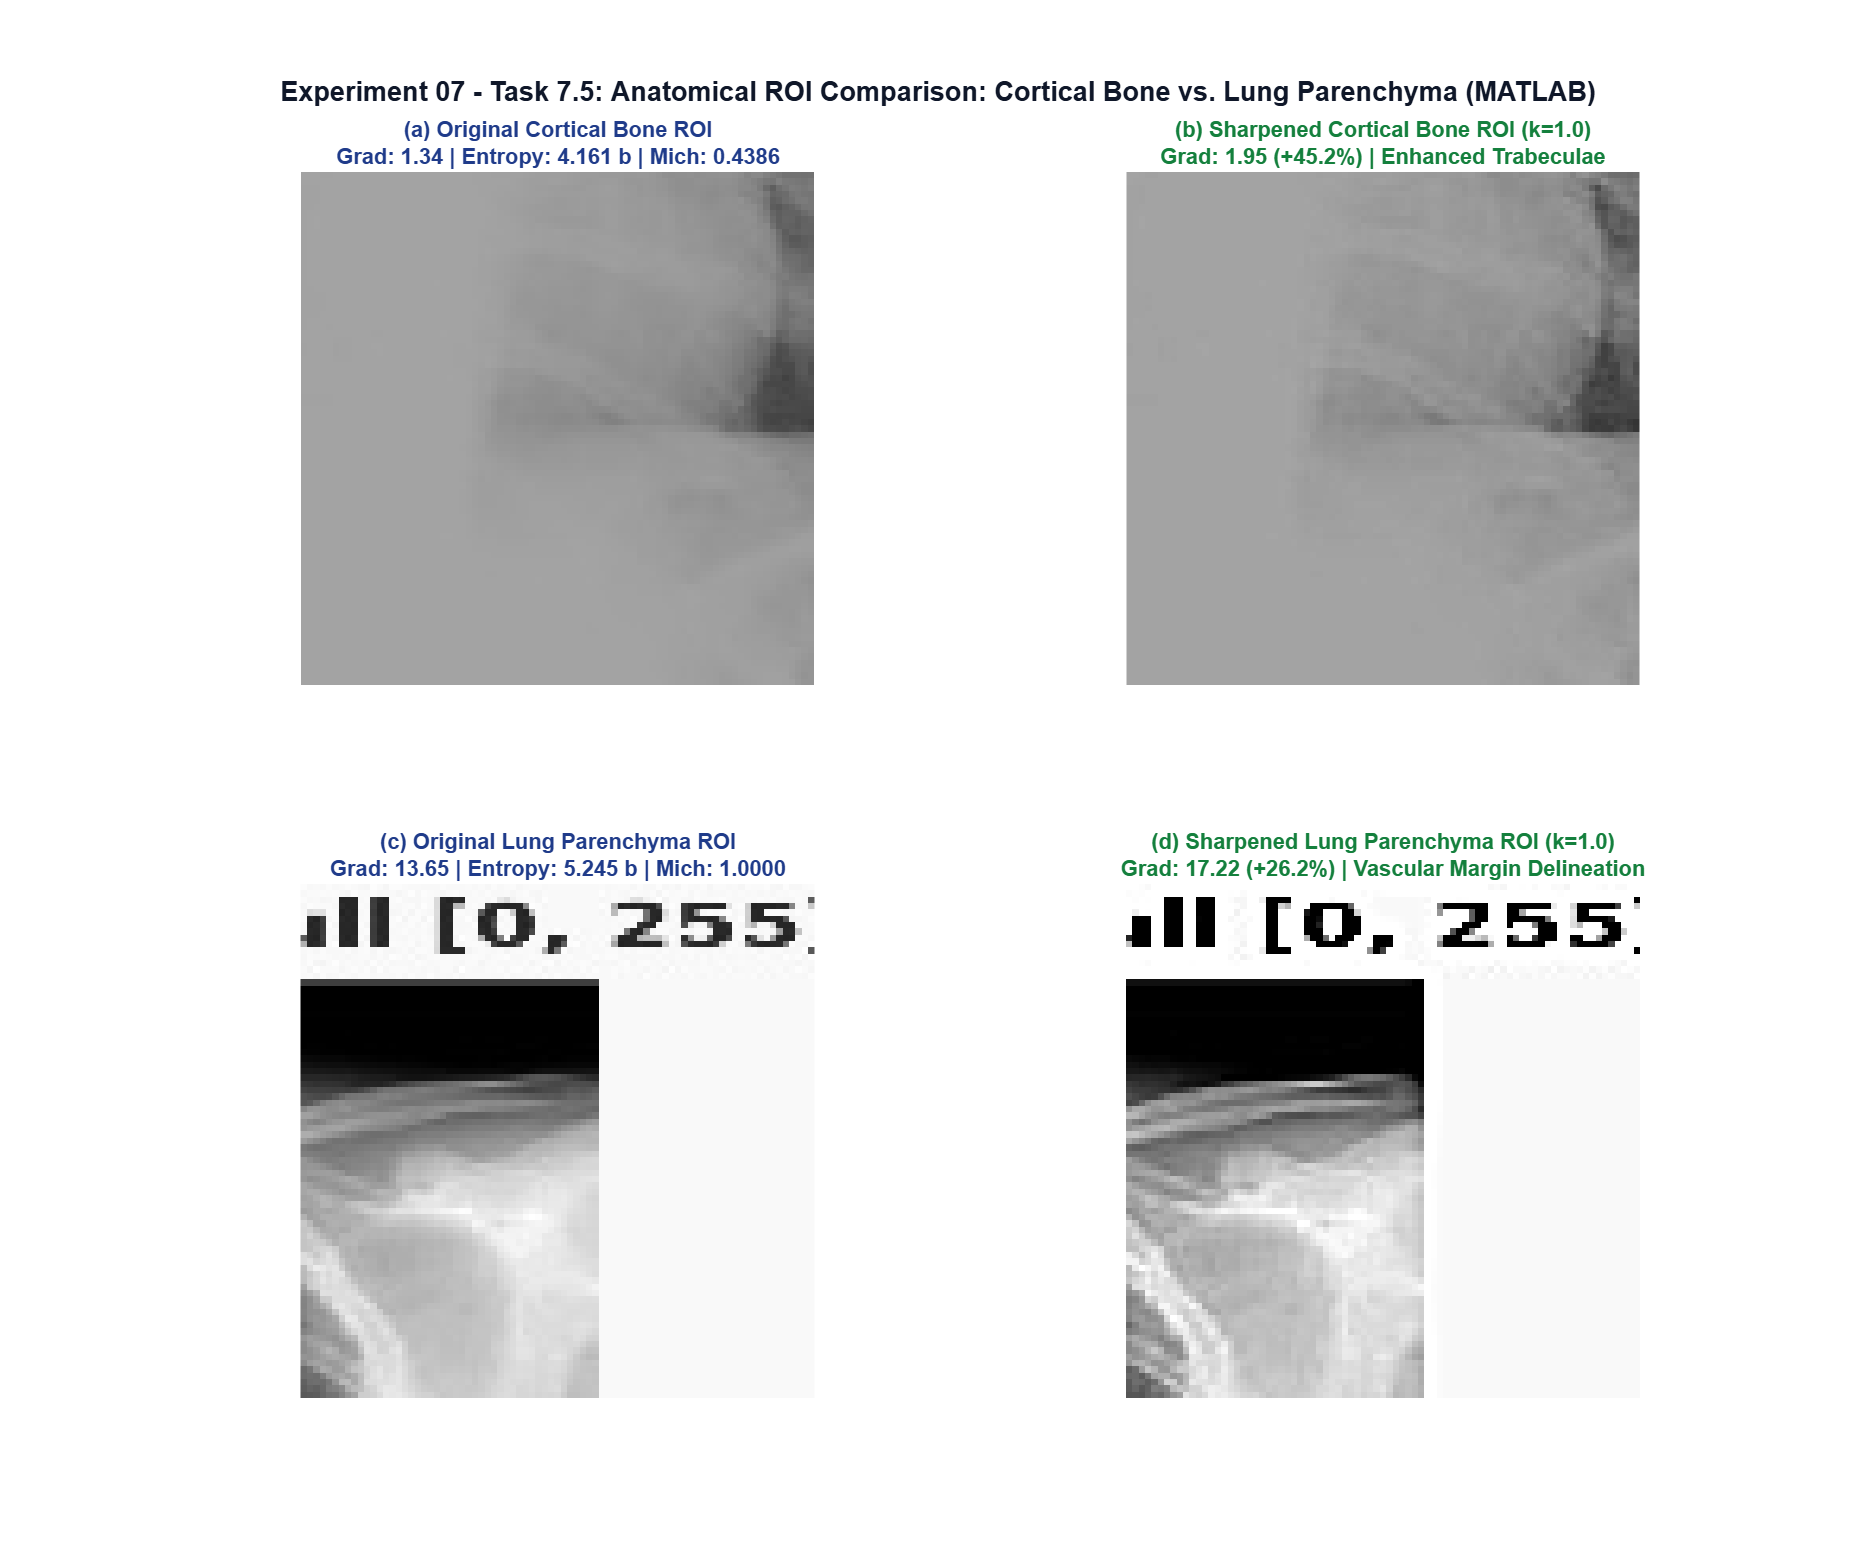 Experiment 07 - Task 7.5: Anatomical ROI Comparison: Cortical Bone vs. Lung Parenchyma (MATLAB)
(a) Original Cortical Bone ROI
Grad: 1.34 | Entropy: 4.161 b | Mich: 0.4386
(b) Sharpened Cortical Bone ROI (k=1.0)
Grad: 1.95 (+45.2%) | Enhanced Trabeculae
(c) Original Lung Parenchyma ROI
Grad: 13.65 | Entropy: 5.245 b | Mich: 1.0000
ull [0, 255]
(d) Sharpened Lung Parenchyma ROI (k=1.0)
Grad: 17.22 (+26.2%) | Vascular Margin Delineation
ull [0, 255]